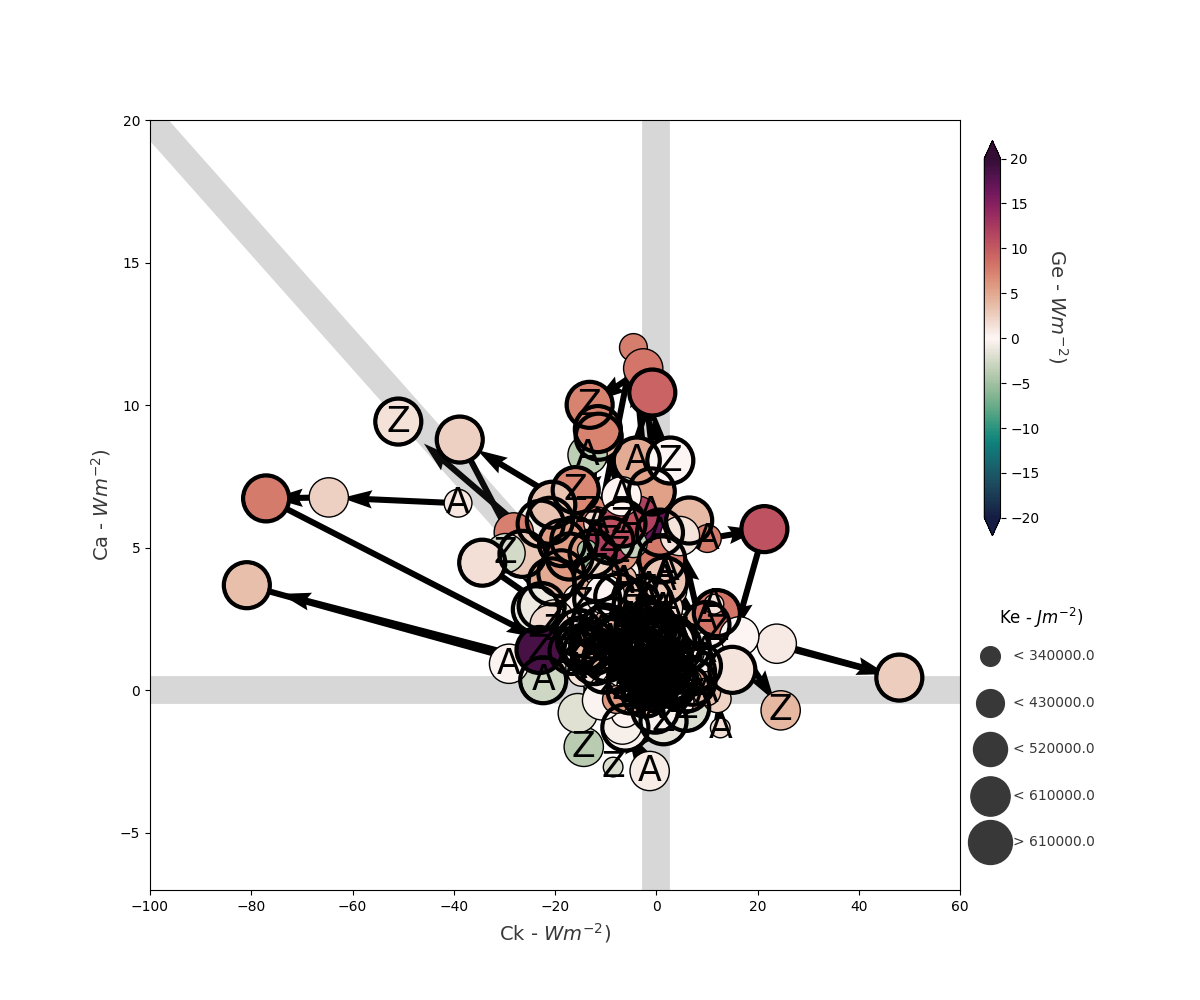 20
15
10
5
0
−5
−100
−80
−60
−40
−20
0
20
40
60
Ck - Wm⁻²)
Ca - Wm⁻²)
20
15
10
5
0
−5
−10
−15
−20
Ge - Wm⁻²)
Ke - Jm⁻²)
< 340000.0
< 430000.0
< 520000.0
< 610000.0
> 610000.0
Z
Z
A
A
Z
A
Z
A
A
Z
A
A
Z
A
Z
Z
A